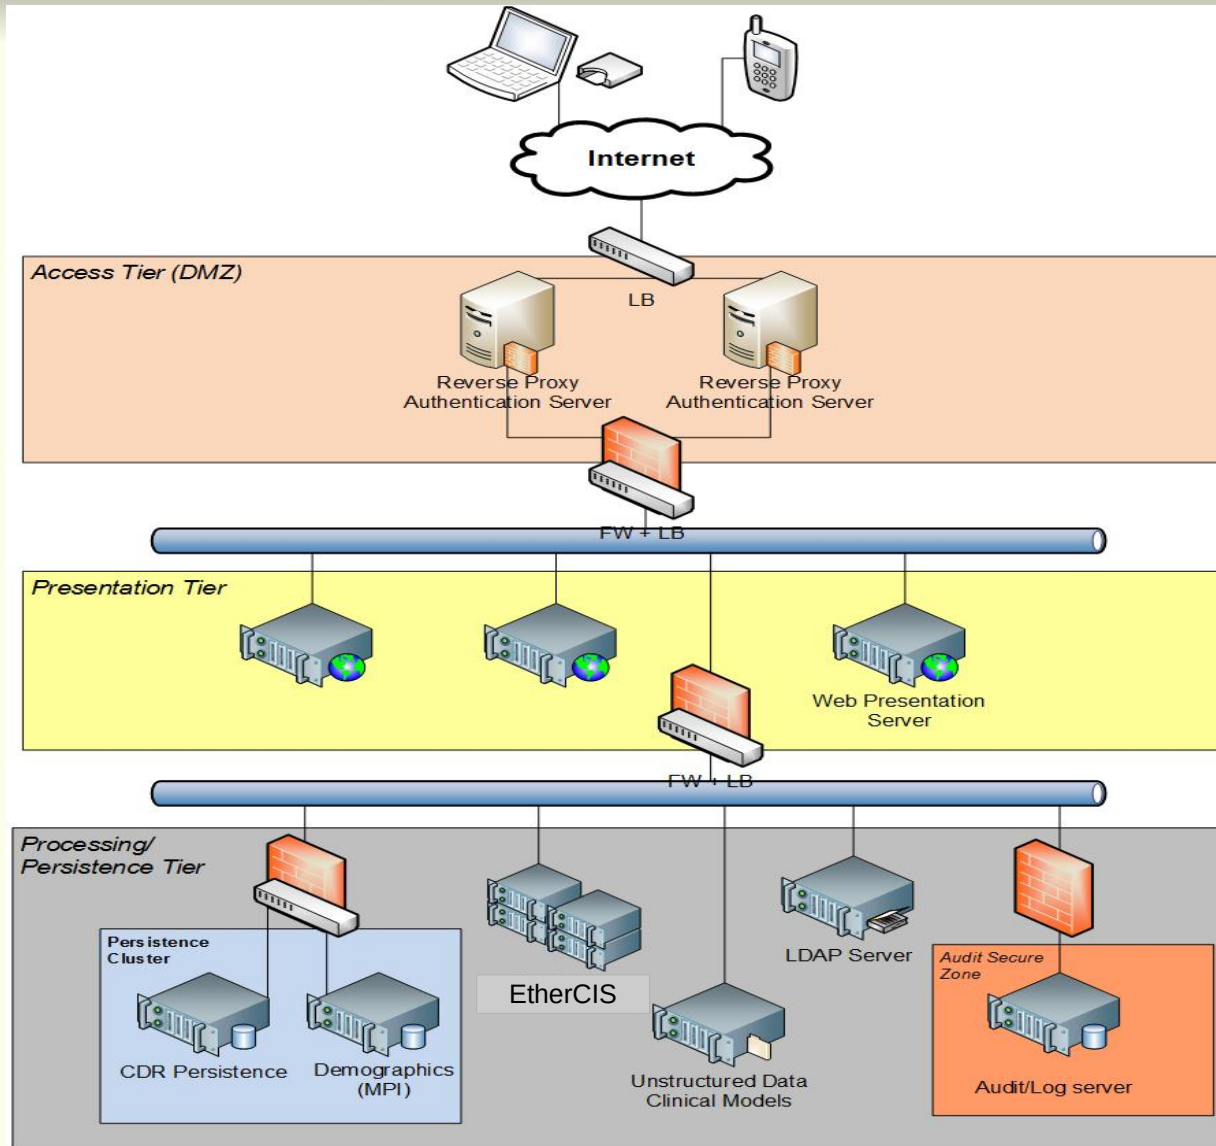 Internet
Access Tier (DMZ)
LB
Reverse Proxy
Authentication Server
Reverse Proxy
Authentication Server
FW + LB
Presentation Tier
Web Presentation
Server
FW + LB
Processing/
Persistence Tier
Persistence
Cluster
CDR Persistence
Demographics
(MPI)
EtherCIS
Unstructured Data
Clinical Models
LDAP Server
Audit Secure
Zone
Audit/Log server